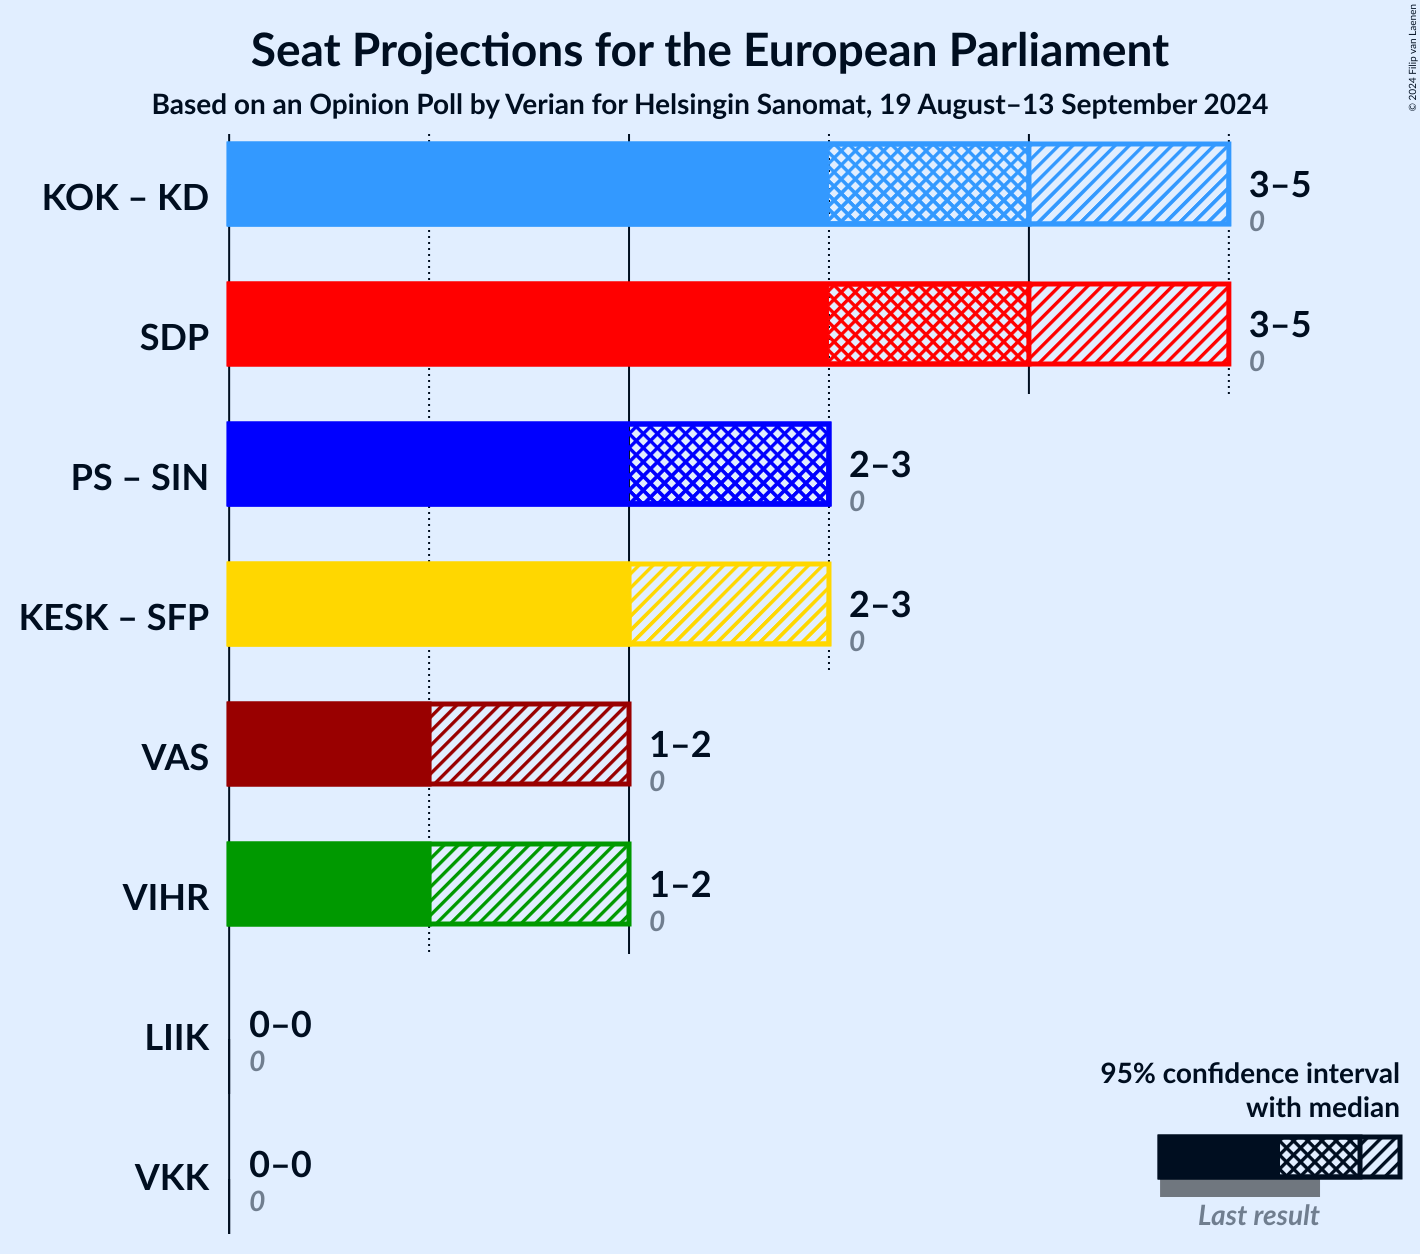 Seat Projections for the European Parliament
Based on an Opinion Poll by Verian for Helsingin Sanomat, 19 August–13 September 2024
© 2024 Filip van Laenen
KOK – KD
3–5
0
SDP
3–5
0
PS – SIN
2–3
0
KESK – SFP
2–3
0
VAS
1–2
0
VIHR
1–2
0
LIIK
0–0
0
VKK
0–0
0
95% confidence interval
with median
Last result